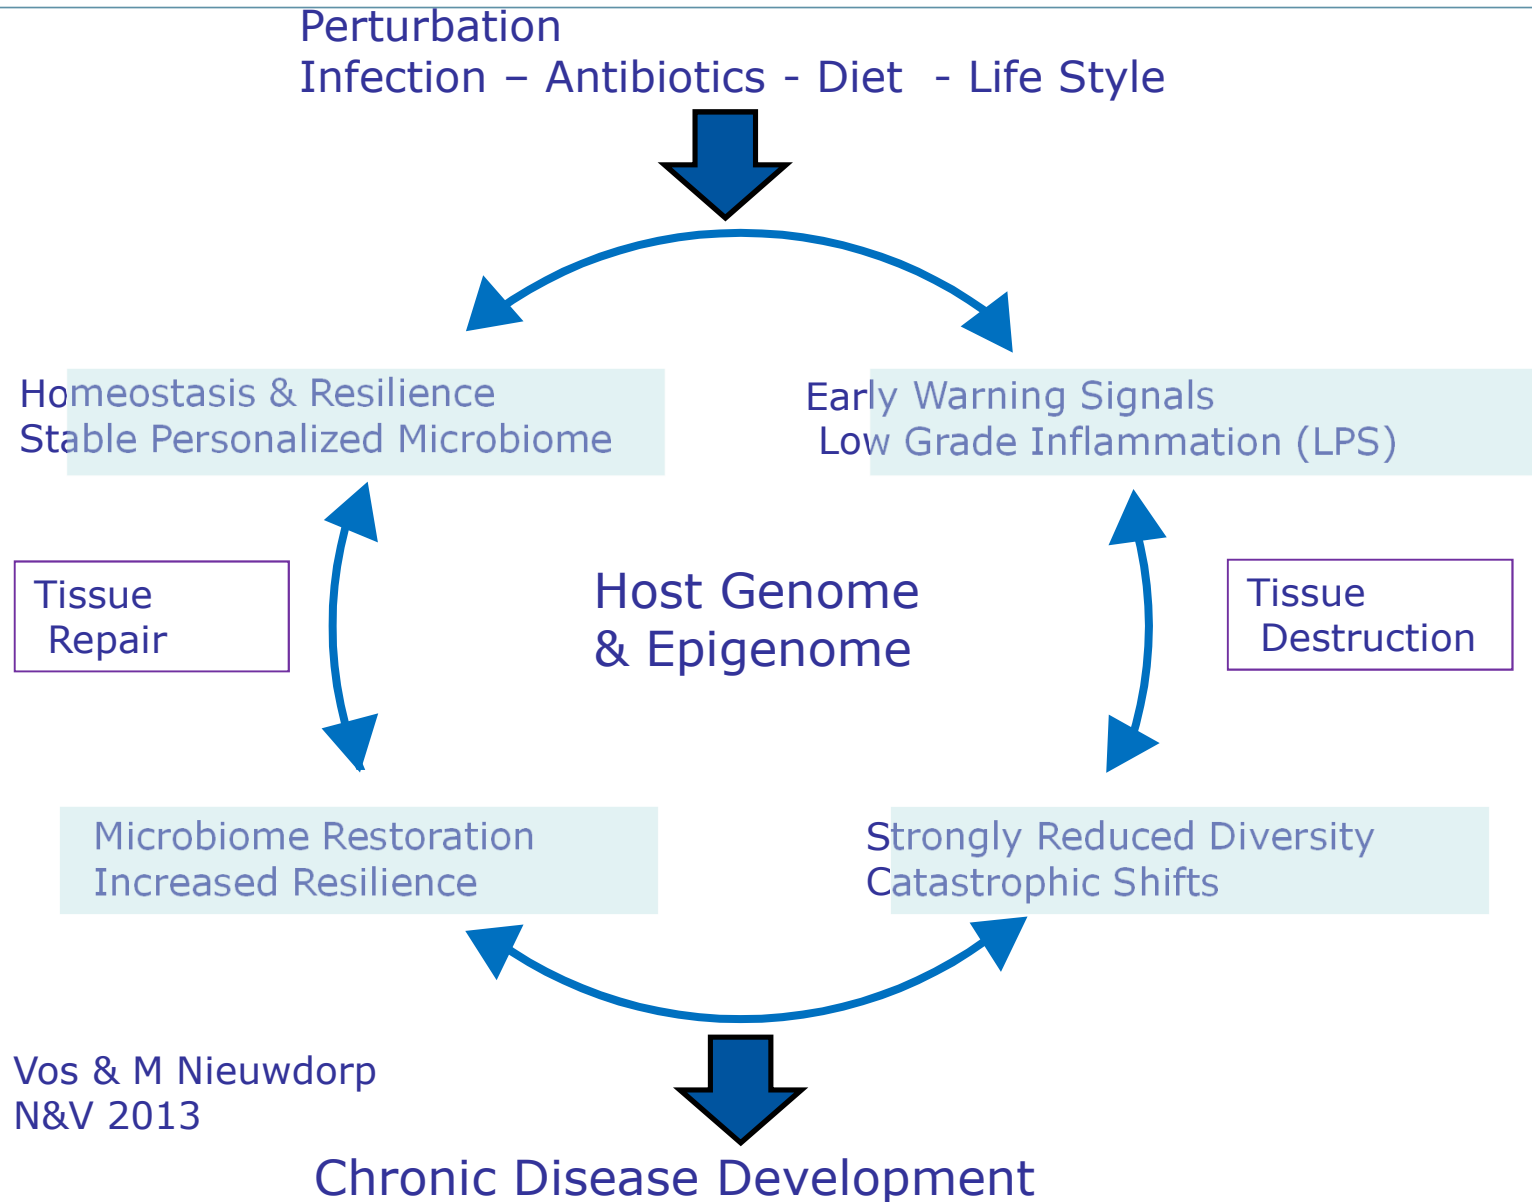 Perturbation
Infection – Antibiotics - Diet - Life Style
Homeostasis & Resilience
Stable Personalized Microbiome
Early Warning Signals
Low Grade Inflammation (LPS)
Tissue
Repair
Host Genome
& Epigenome
Tissue
Destruction
Microbiome Restoration
Increased Resilience
Strongly Reduced Diversity
Catastrophic Shifts
Vos & M Nieuwdorp
N&V 2013
Chronic Disease Development